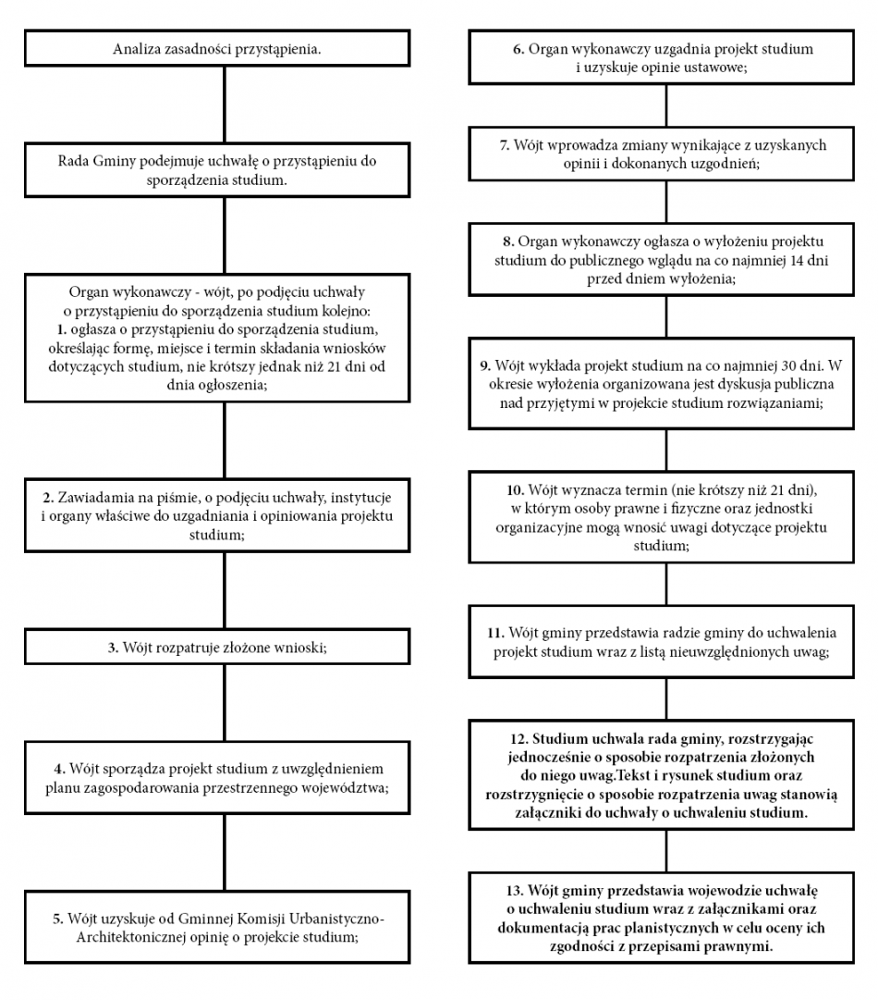 Analiza zasadności przystąpienia.
Rada Gminy podejmuje uchwałę o przystąpieniu do
sporządzenia studium.
Organ wykonawczy - wójt, po podjęciu uchwały
o przystąpieniu do sporządzenia studium kolejno:
1. ogłasza o przystąpieniu do sporządzenia studium,
określając formę, miejsce i termin składania wniosków
dotyczących studium, nie krótszy jednak niż 21 dni od
dnia ogłoszenia;
2. Zawiadamia na piśmie, o podjęciu uchwały, instytucje
i organy właściwe do uzgadniania i opiniowania projektu
studium;
3. Wójt rozpatruje złożone wnioski;
4. Wójt sporządza projekt studium z uwzględnieniem
planu zagospodarowania przestrzennego województwa;
5. Wójt uzyskuje od Gminnej Komisji Urbanistyczno-
Architektonicznej opinię o projekcie studium;
6. Organ wykonawczy uzgadnia projekt studium
i uzyskuje opinie ustawowe;
7. Wójt wprowadza zmiany wynikające z uzyskanych
opinii i dokonanych uzgodnień;
8. Organ wykonawczy ogłasza o wyłożeniu projektu
studium do publicznego wglądu na co najmniej 14 dni
przed dniem wyłożenia;
9. Wójt wykłada projekt studium na co najmniej 30 dni. W
okresie wyłożenia organizowana jest dyskusja publiczna
nad przyjętymi w projekcie studium rozwiązaniami;
10. Wójt wyznacza termin (nie krótszy niż 21 dni),
w którym osoby prawne i fizyczne oraz jednostki
organizacyjne mogą wnosić uwagi dotyczące projektu
studium;
11. Wójt gminy przedstawia radzie gminy do uchwalenia
projekt studium wraz z listą nieuwzględnionych uwag;
12. Studium uchwala rada gminy, rozstrzygając
jednocześnie o sposobie rozpatrzenia złożonych
do niego uwag.Tekst i rysunek studium oraz
rozstrzygnięcie o sposobie rozpatrzenia uwag stanowią
załączniki do uchwały o uchwaleniu studium.
13. Wójt gminy przedstawia wojewodzie uchwałę
o uchwaleniu studium wraz z załącznikami oraz
dokumentacją prac planistycznych w celu oceny ich
zgodności z przepisami prawnymi.